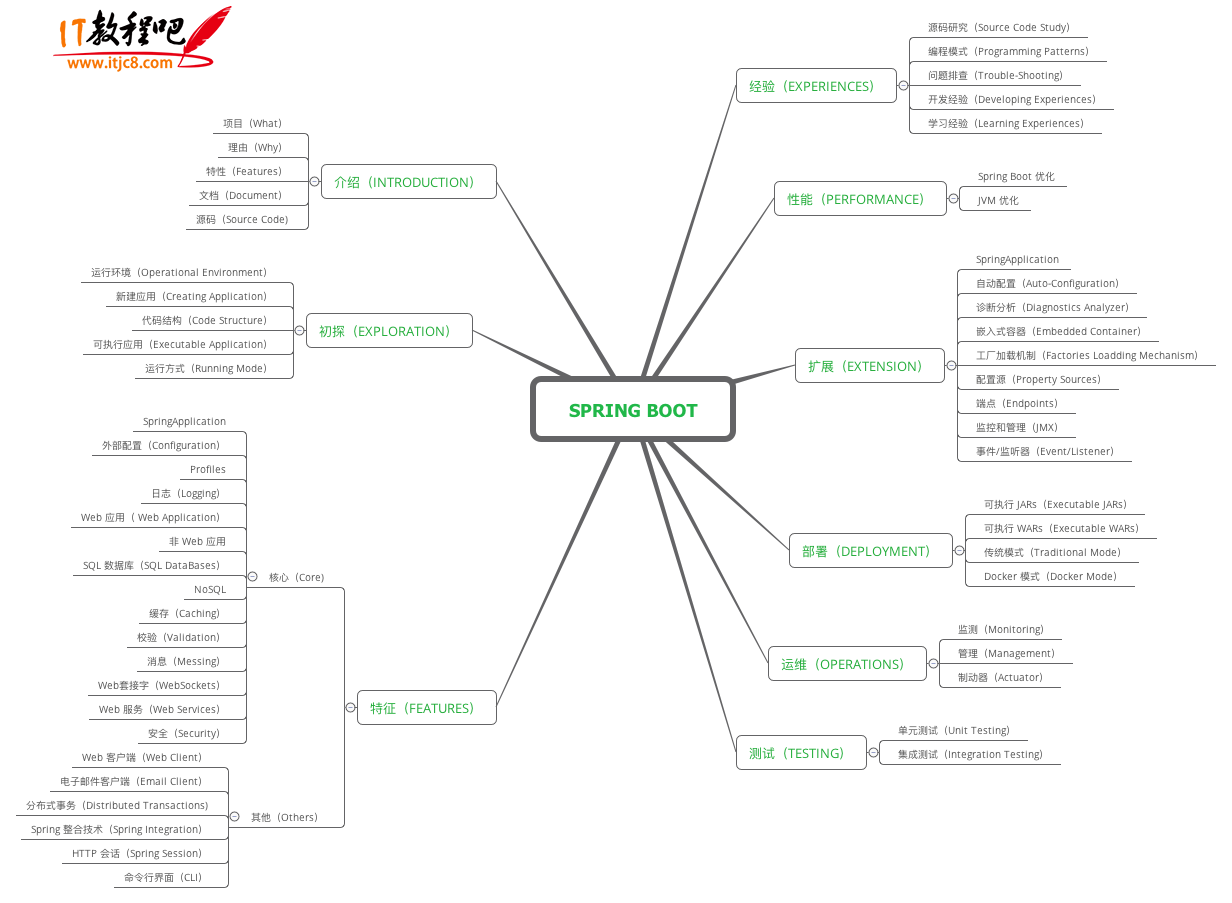 IT教程吧
www.itjc8.com
SPRING BOOT
介绍（INTRODUCTION）
项目（What）
理由（Why）
特性（Features）
文档（Document）
源码（Source Code）
初探（EXPLORATION）
运行环境（Operational Environment）
新建应用（Creating Application）
代码结构（Code Structure）
可执行应用（Executable Application）
运行方式（Running Mode）
特征（FEATURES）
核心（Core）
SpringApplication
外部配置（Configuration）
Profiles
日志（Logging）
Web 应用（ Web Application）
非 Web 应用
SQL 数据库（SQL DataBases）
NoSQL
缓存（Caching）
校验（Validation）
消息（Messing）
Web套接字（WebSockets）
Web 服务（Web Services）
安全（Security）
其他（Others）
Web 客户端（Web Client）
电子邮件客户端（Email Client）
分布式事务（Distributed Transactions）
Spring 整合技术（Spring Integration）
HTTP 会话（Spring Session）
命令行界面（CLI）
经验（EXPERIENCES）
源码研究（Source Code Study）
编程模式（Programming Patterns）
问题排查（Trouble-Shooting）
开发经验（Developing Experiences）
学习经验（Learning Experiences）
性能（PERFORMANCE）
Spring Boot 优化
JVM 优化
扩展（EXTENSION）
SpringApplication
自动配置（Auto-Configuration）
诊断分析（Diagnostics Analyzer）
嵌入式容器（Embedded Container）
工厂加载机制（Factories Loadding Mechanism）
配置源（Property Sources）
端点（Endpoints）
监控和管理（JMX）
事件/监听器（Event/Listener）
部署（DEPLOYMENT）
可执行 JARs（Executable JARs）
可执行 WARs（Executable WARs）
传统模式（Traditional Mode）
Docker 模式（Docker Mode）
运维（OPERATIONS）
监测（Monitoring）
管理（Management）
制动器（Actuator）
测试（TESTING）
单元测试（Unit Testing）
集成测试（Integration Testing）